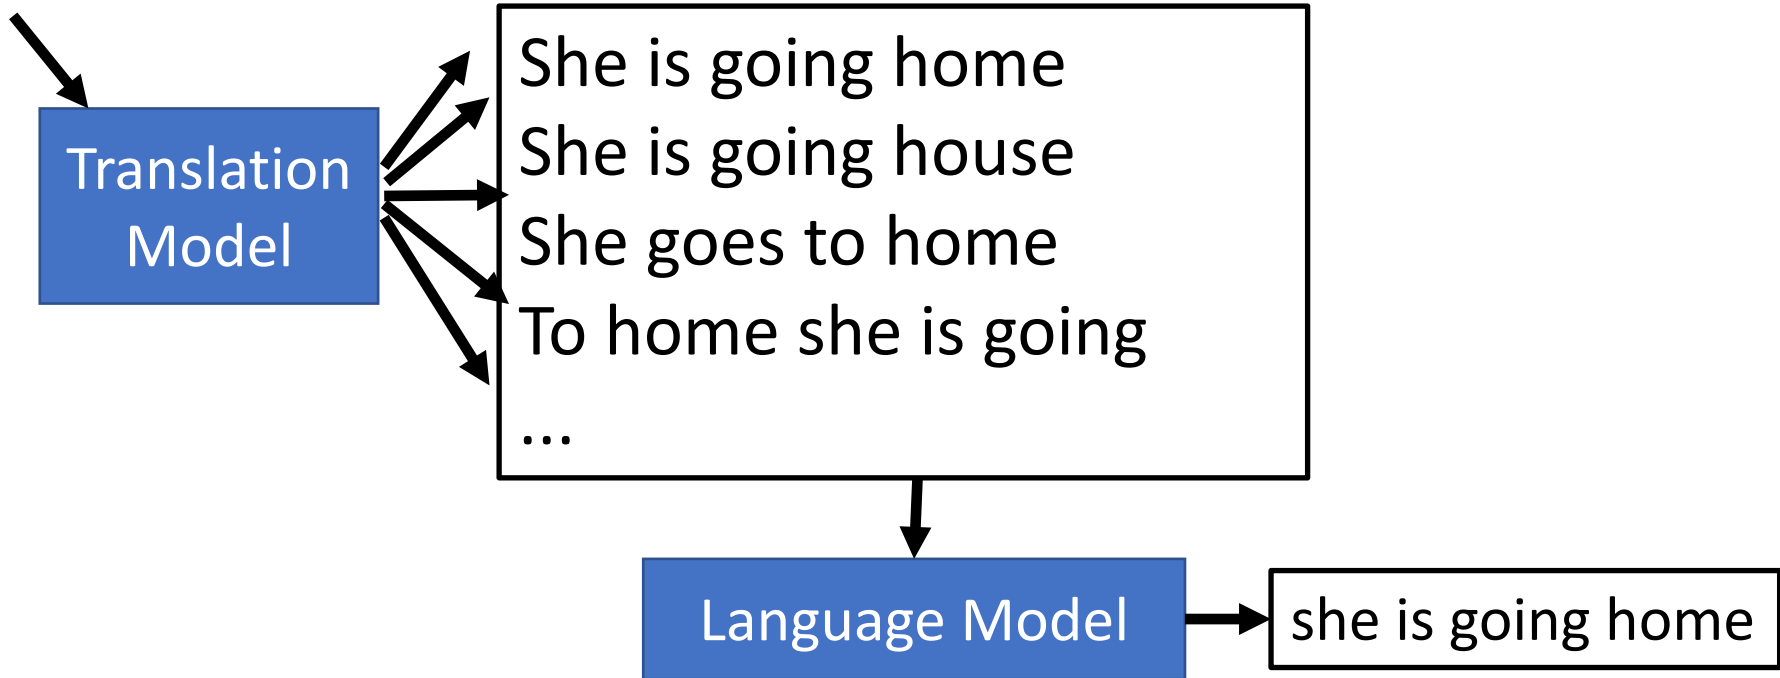 Translation
Model
She is going home
She is going house
She goes to home
To home she is going
...
Language Model
she is going home